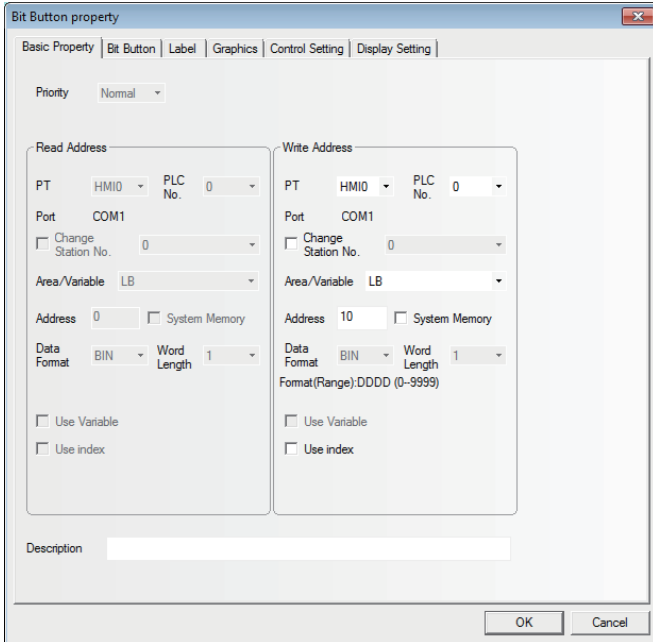 Bit Button property
Basic Property Bit Button Label Graphics Control Setting Display Setting
Priority Normal
Read Address
PT HMI0 PLC No. 0
Port COM1
Change Station No. 0
Area/Variable LB
Address 0 System Memory
Data Format BIN Word Length 1
Use Variable
Use index
Write Address
PT HMI0 PLC No. 0
Port COM1
Change Station No. 0
Area/Variable LB
Address 10 System Memory
Data Format BIN Word Length 1
Format(Range):DDDD (0--9999)
Use Variable
Use index
Description
OK Cancel